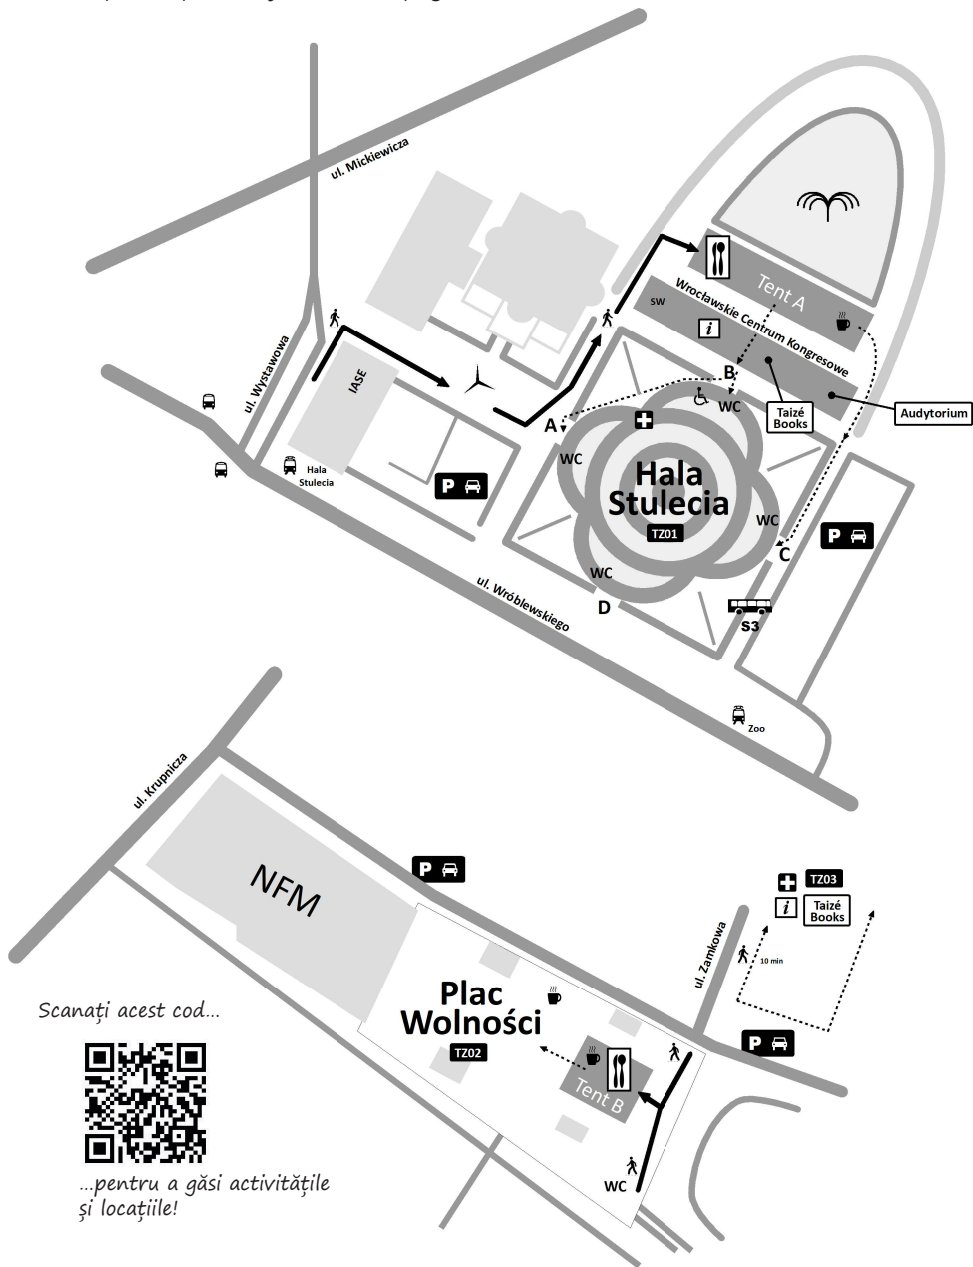 ul. Mickiewicza
Tent A
Wrocławskie Centrum Kongresowe
SW
i
ul. Wystawowa
IASE
B
WC
Taizé
Books
Audytorium
A
WC
Hala
Stulecia
P
Hala
Stulecia
TZ01
WC
C
P
WC
D
ul. Wróblewskiego
S3
Zoo
ul. Krupnicza
NFM
P
TZ03
i
Taizé
Books
ul. Zamkowa
10 min
Plac
Wolności
TZ02
P
Tent B
WC
Scanați acest cod...
...pentru a găsi activitățile
și locațiile!